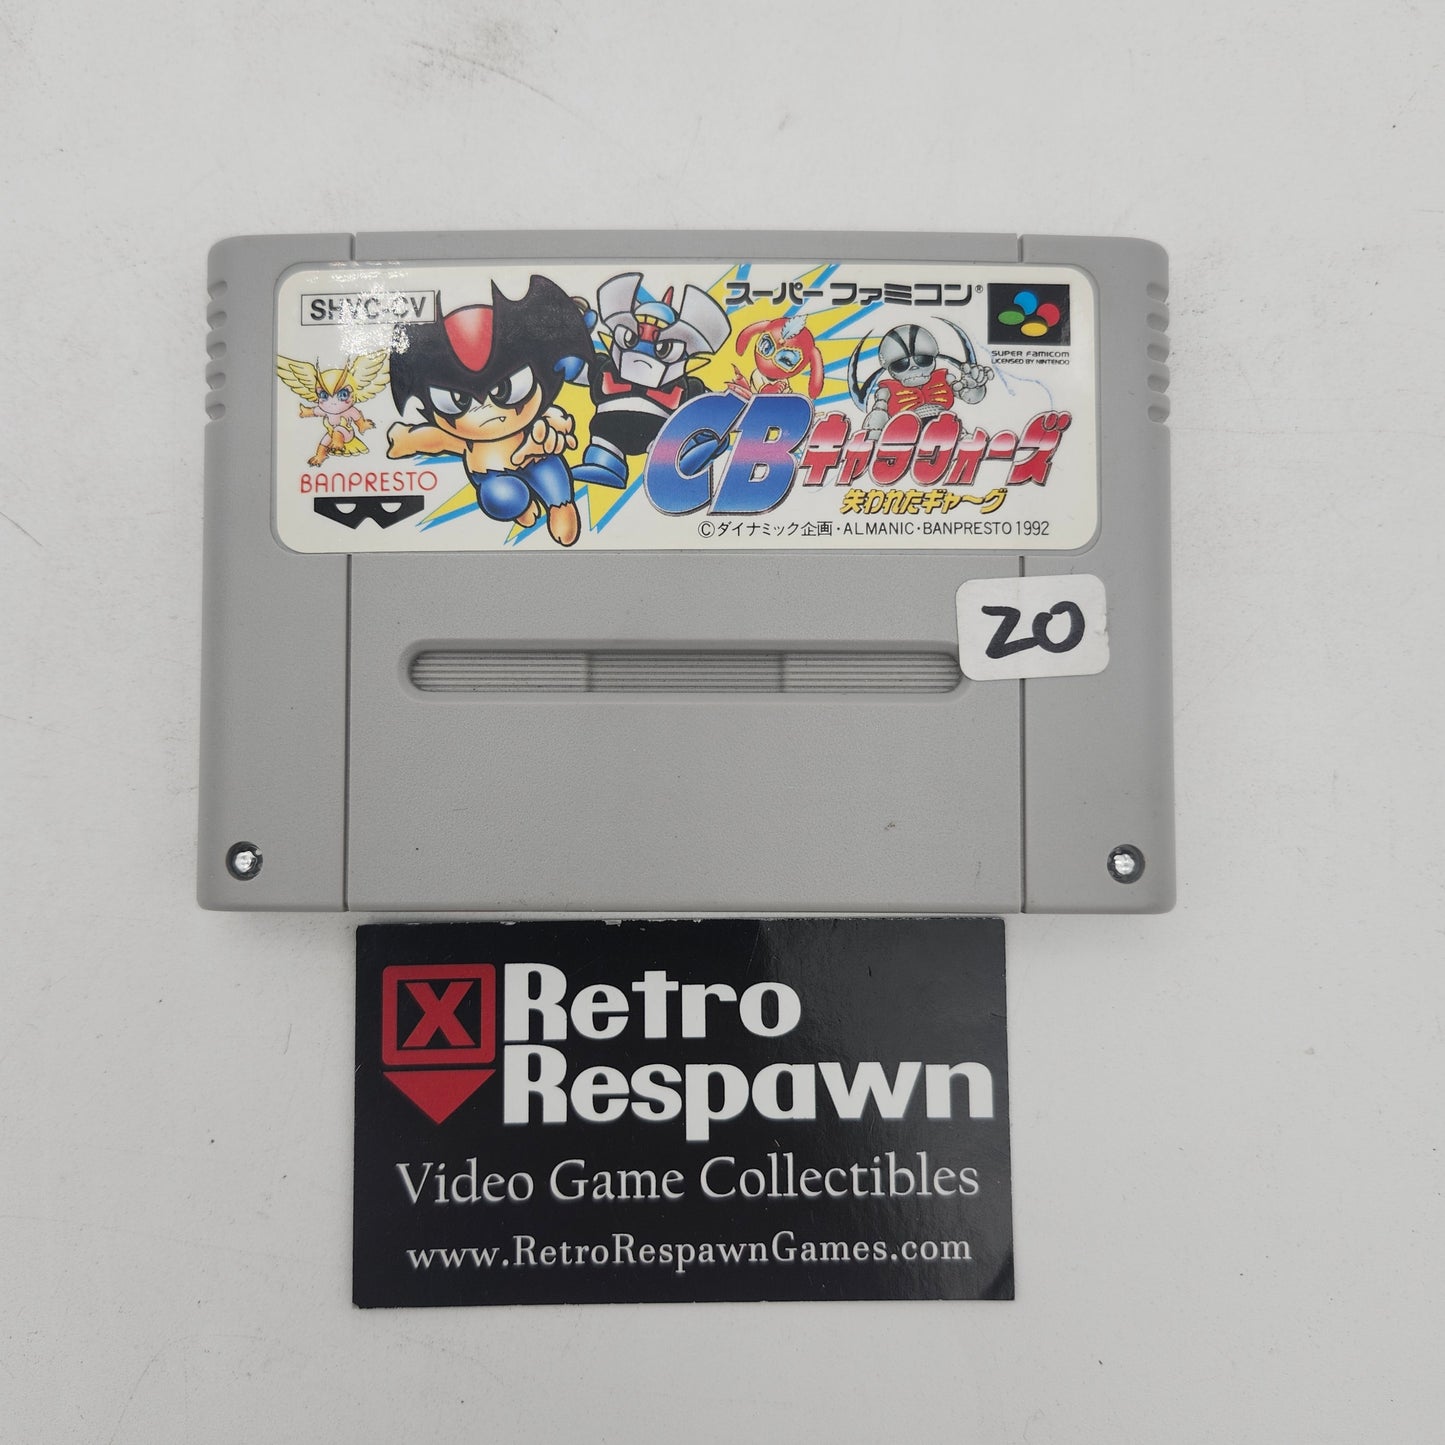 SHVC-CV
スーパーファミコン®
SUPER FAMICOM
LICENSED BY NINTENDO
CBキャラウォーズ
失われたギャ〜グ
BANPRESTO
©ダイナミック企画・ALMANIC・BANPRESTO 1992
20
X Retro
Respawn
Video Game Collectibles
www.RetroRespawnGames.com